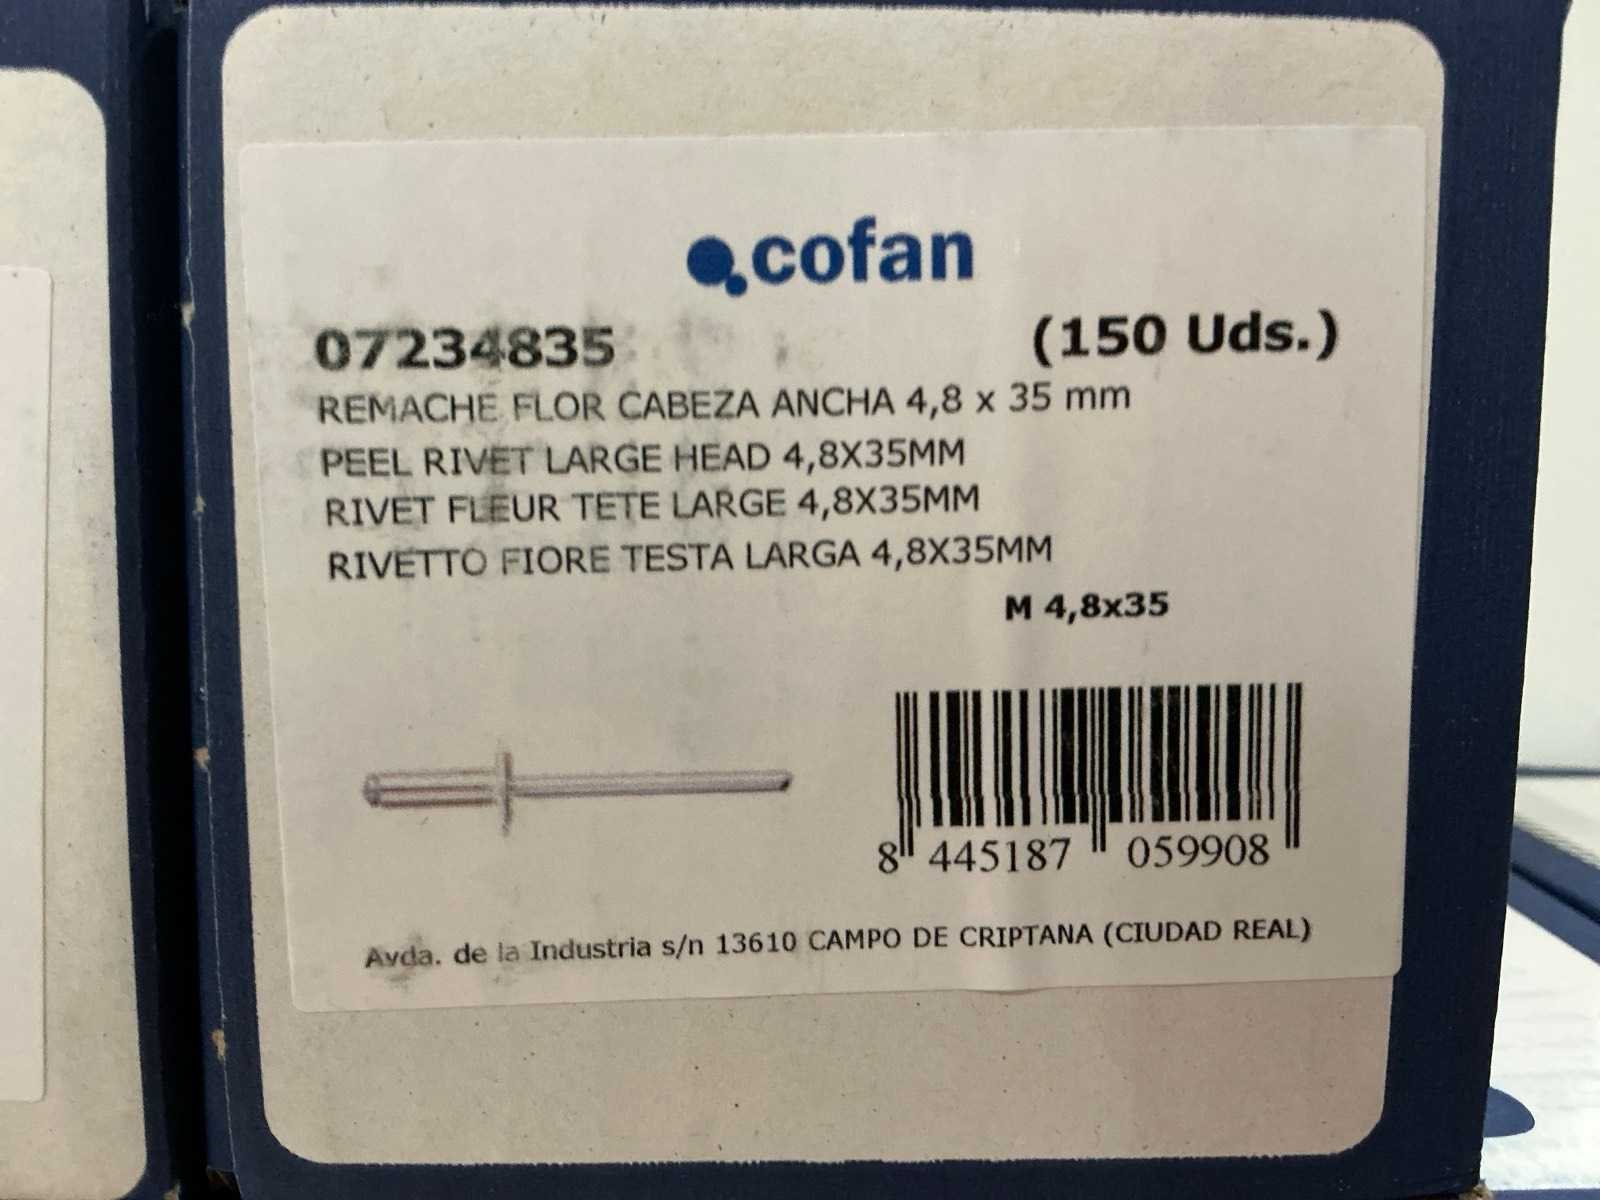 cofan
07234835 (150 Uds.)
REMACHE FLOR CABEZA ANCHA 4,8 x 35 mm
PEEL RIVET LARGE HEAD 4,8X35MM
RIVET FLEUR TETE LARGE 4,8X35MM
RIVETTO FIORE TESTA LARGA 4,8X35MM
M 4,8x35
8 445187 059908
Avda. de la Industria s/n 13610 CAMPO DE CRIPTANA (CIUDAD REAL)